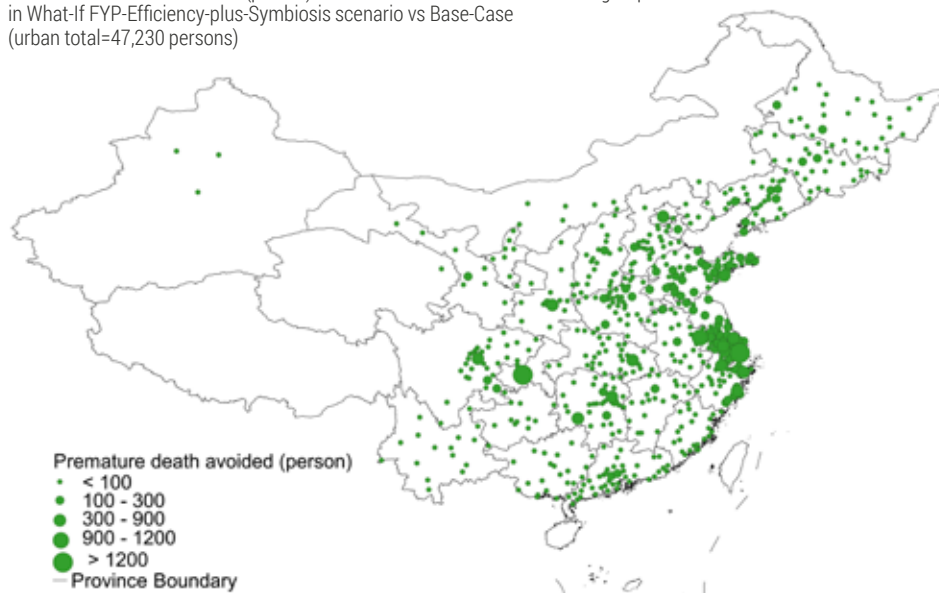 in What-If FYP-Efficiency-plus-Symbiosis scenario vs Base-Case
(urban total=47,230 persons)
Premature death avoided (person)
< 100
100 - 300
300 - 900
900 - 1200
> 1200
Province Boundary